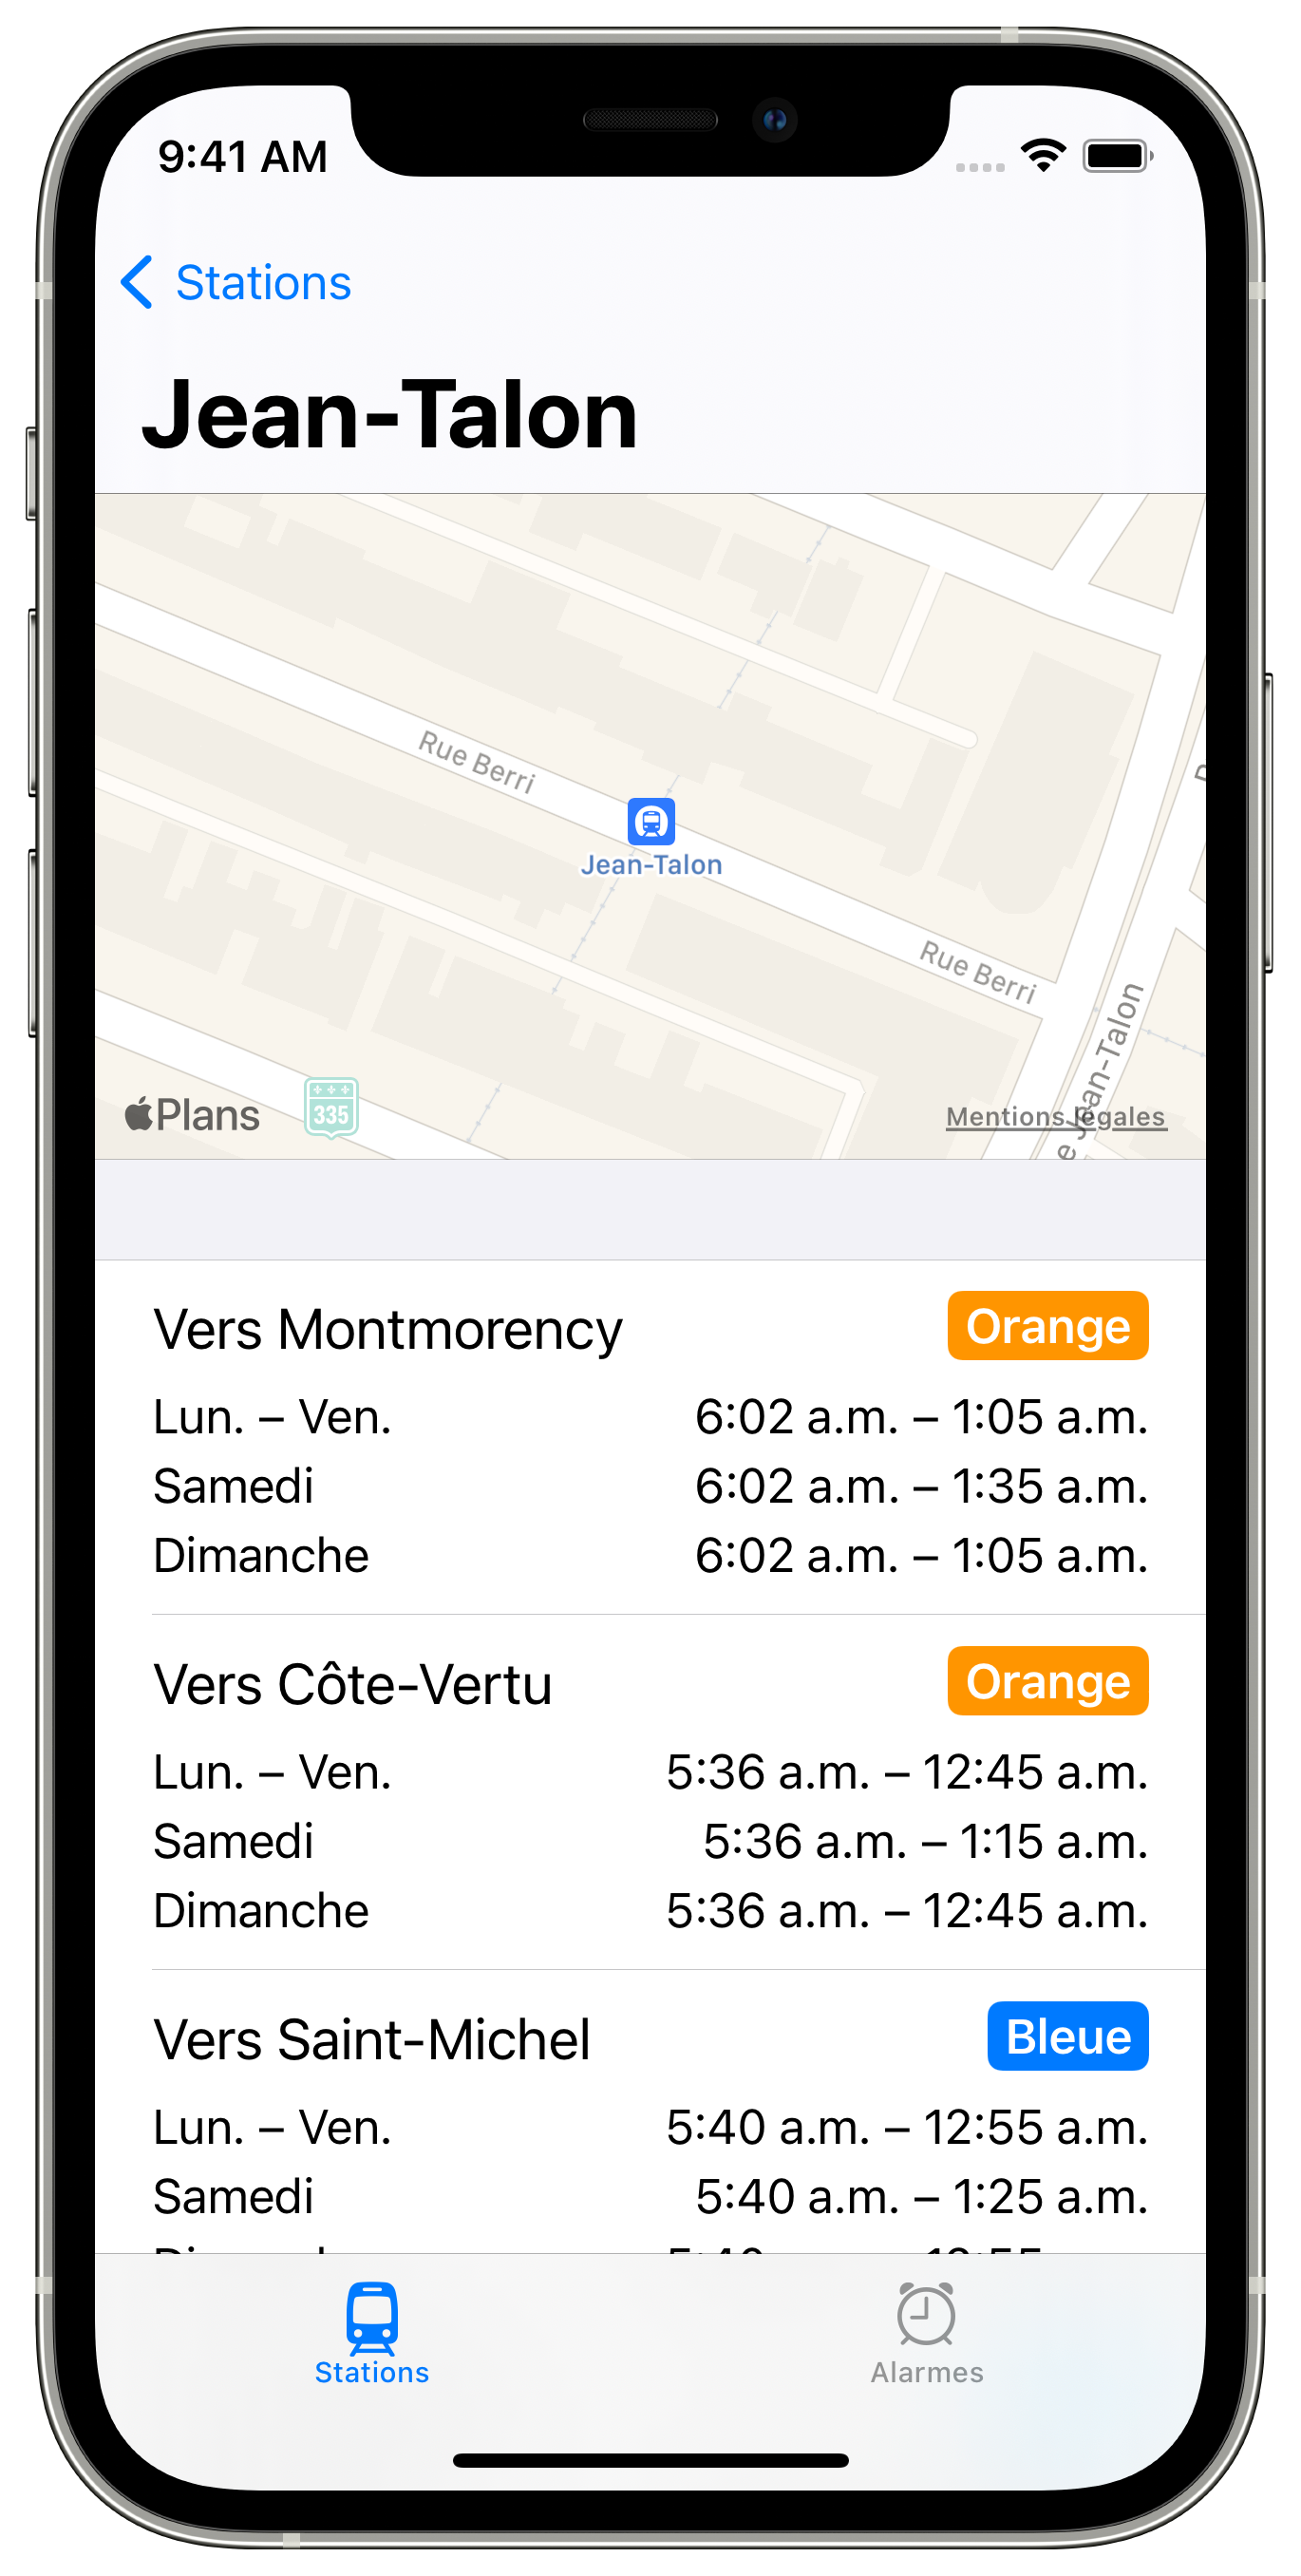 9:41 AM
Stations
Jean-Talon
Rue Berri
Jean-Talon
Rue Berri
e Jean-Talon
Plans
335
Mentions légales
Vers Montmorency Orange
Lun. – Ven. 6:02 a.m. – 1:05 a.m.
Samedi 6:02 a.m. – 1:35 a.m.
Dimanche 6:02 a.m. – 1:05 a.m.
Vers Côte-Vertu Orange
Lun. – Ven. 5:36 a.m. – 12:45 a.m.
Samedi 5:36 a.m. – 1:15 a.m.
Dimanche 5:36 a.m. – 12:45 a.m.
Vers Saint-Michel Bleue
Lun. – Ven. 5:40 a.m. – 12:55 a.m.
Samedi 5:40 a.m. – 1:25 a.m.
Stations
Alarmes